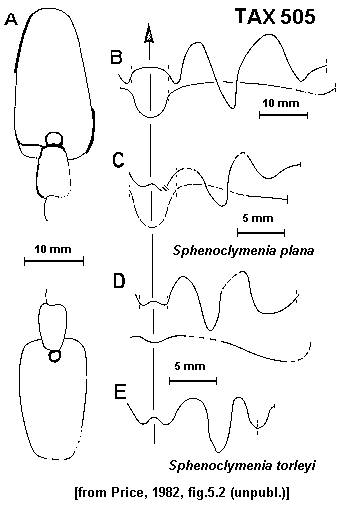 TAX 505
A
B
10 mm
C
5 mm
Sphenoclymenia plana
10 mm
D
5 mm
E
Sphenoclymenia torleyi
[from Price, 1982, fig.5.2 (unpubl.)]